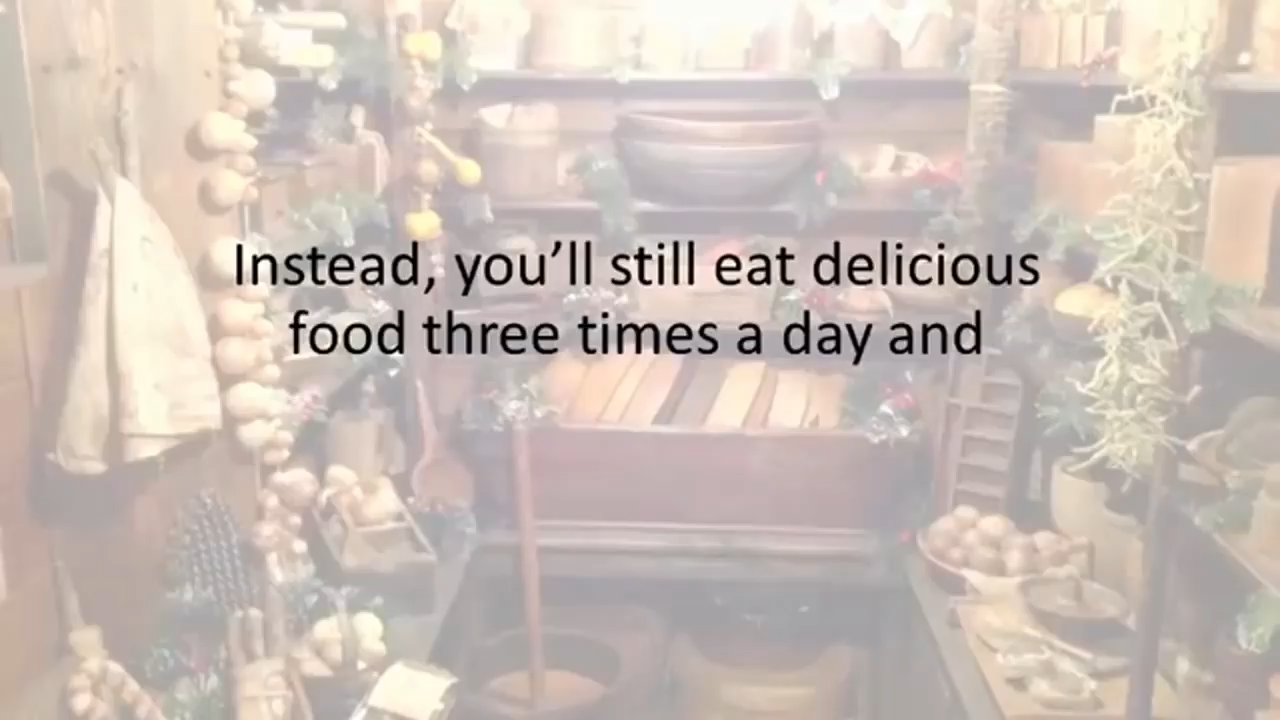 Instead, you’ll still eat delicious
food three times a day and